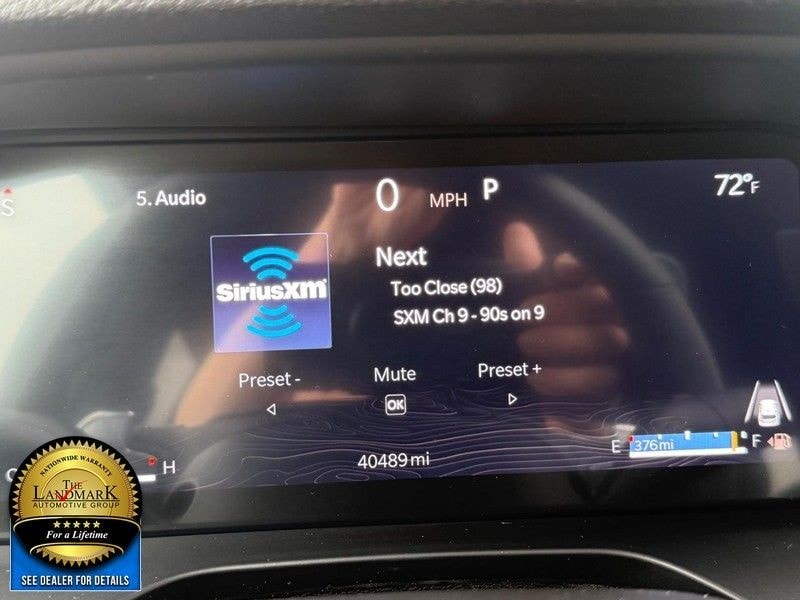 S
5. Audio
0 MPH P
72°F
SiriusXM
Next
Too Close (98)
SXM Ch 9 - 90s on 9
Preset -
Mute
Preset +
OK
40489 mi
E 376mi F
H
NATIONWIDE WARRANTY
THE
LANDMARK
AUTOMOTIVE GROUP
For a Lifetime
SEE DEALER FOR DETAILS